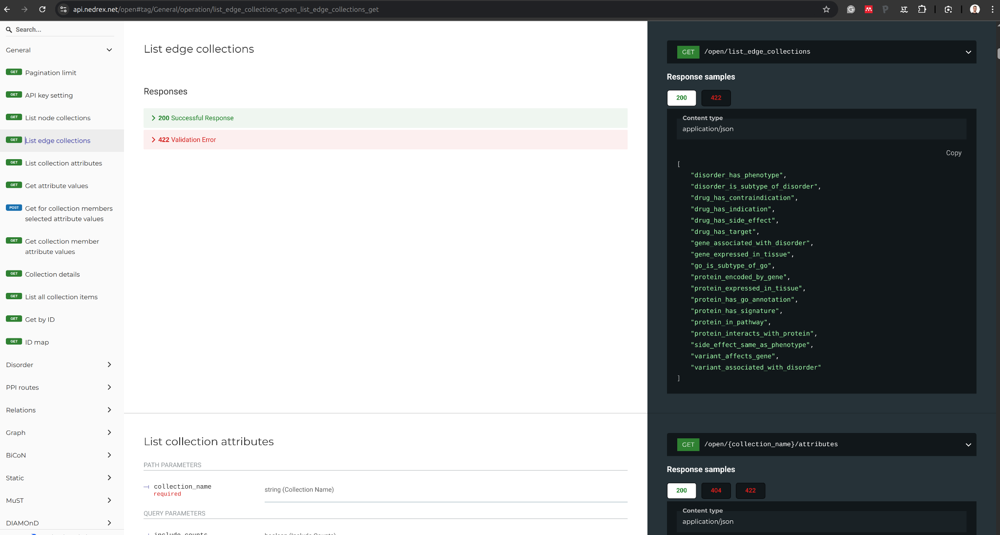 api.nedrex.net/open#tag/General/operation/list_edge_collections_open_list_edge_collections_get
Search...
General
GET Pagination limit
GET API key setting
GET List node collections
GET List edge collections
GET List collection attributes
GET Get attribute values
POST Get for collection members
selected attribute values
GET Get collection member
attribute values
GET Collection details
GET List all collection items
GET Get by ID
GET ID map
Disorder
PPI routes
Relations
Graph
BiCoN
Static
MuST
DIAMOnD
List edge collections
Responses
200 Successful Response
422 Validation Error
GET /open/list_edge_collections
Response samples
200 422
Content type
application/json
Copy
[
"disorder_has_phenotype",
"disorder_is_subtype_of_disorder",
"drug_has_contraindication",
"drug_has_indication",
"drug_has_side_effect",
"drug_has_target",
"gene_associated_with_disorder",
"gene_expressed_in_tissue",
"go_is_subtype_of_go",
"protein_encoded_by_gene",
"protein_expressed_in_tissue",
"protein_has_go_annotation",
"protein_has_signature",
"protein_in_pathway",
"protein_interacts_with_protein",
"side_effect_same_as_phenotype",
"variant_affects_gene",
"variant_associated_with_disorder"
]
List collection attributes
PATH PARAMETERS
collection_name
required
string (Collection Name)
QUERY PARAMETERS
include_counts
boolean (Include Counts)
GET /open/{collection_name}/attributes
Response samples
200 404 422
Content type
application/json